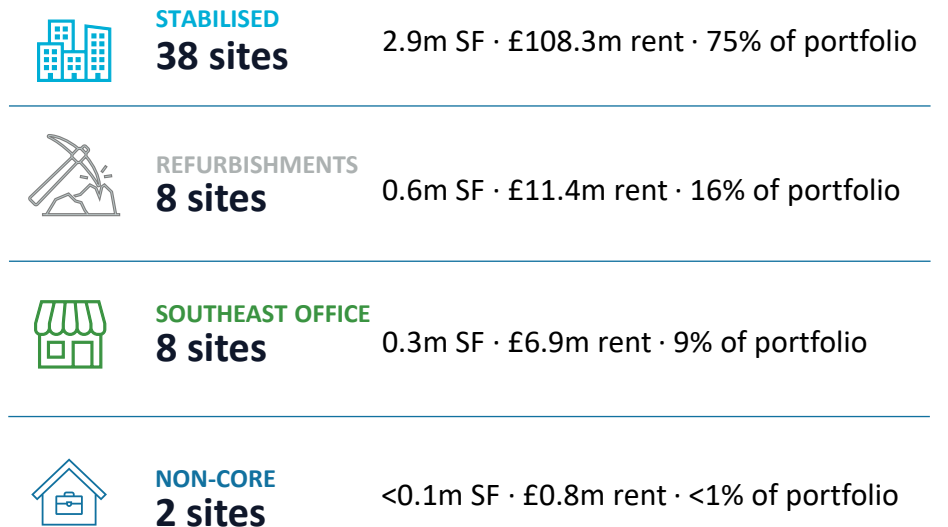 STABILISED
38 sites
2.9m SF · £108.3m rent · 75% of portfolio
REFURBISHMENTS
8 sites
0.6m SF · £11.4m rent · 16% of portfolio
SOUTHEAST OFFICE
8 sites
0.3m SF · £6.9m rent · 9% of portfolio
NON-CORE
2 sites
<0.1m SF · £0.8m rent · <1% of portfolio